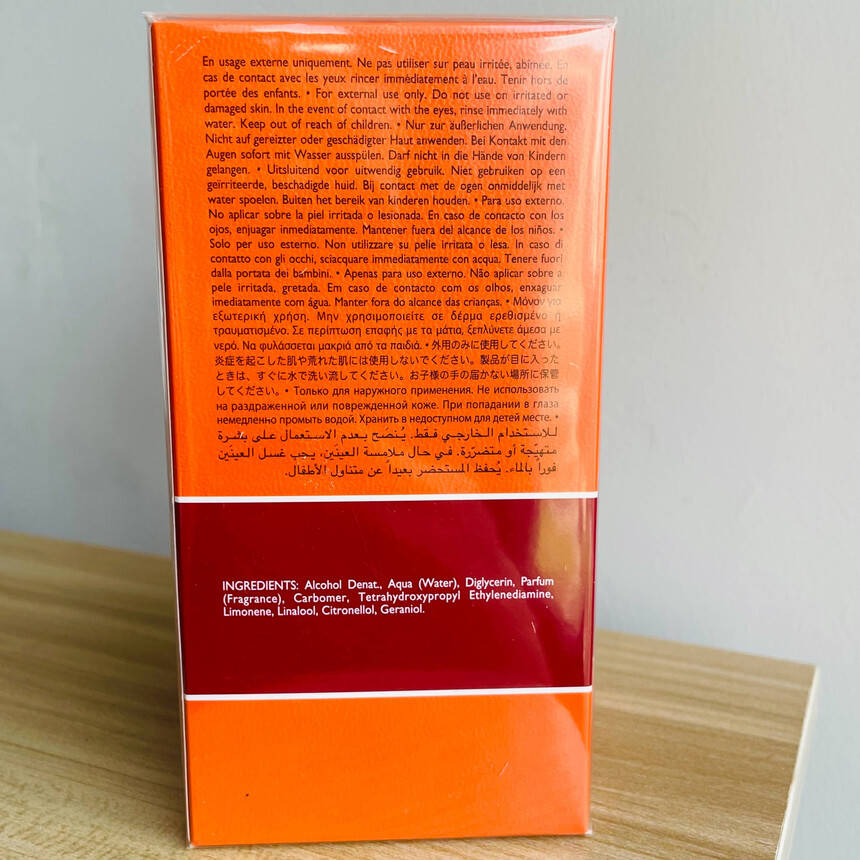 En usage externe uniquement. Ne pas utiliser sur peau irritée, abîmée. En
cas de contact avec les yeux rincer immédiatement à l'eau. Tenir hors de
portée des enfants. • For external use only. Do not use on irritated or
damaged skin. In the event of contact with the eyes, rinse immediately with
water. Keep out of reach of children. • Nur zur äußerlichen Anwendung.
Nicht auf gereizter oder geschädigter Haut anwenden. Bei Kontakt mit den
Augen sofort mit Wasser ausspülen. Darf nicht in die Hände von Kindern
gelangen. • Uitsluitend voor uitwendig gebruik. Niet gebruiken op een
geïrriteerde, beschadigde huid. Bij contact met de ogen onmiddelijk met
water spoelen. Buiten het bereik van kinderen houden. • Para uso externo.
No aplicar sobre la piel irritada o lesionada. En caso de contacto con los
ojos, enjuagar inmediatamente. Mantener fuera del alcance de los niños. •
Solo per uso esterno. Non utilizzare su pelle irritata o lesa. In caso di
contatto con gli occhi, sciacquare immediatamente con acqua. Tenere fuori
dalla portata dei bambini. • Apenas para uso externo. Não aplicar sobre a
pele irritada, gretada. Em caso de contacto com os olhos, enxaguar
imediatamente com água. Manter fora do alcance das crianças. • Μόνον για
εξωτερική χρήση. Μην χρησιμοποιείτε σε δέρμα ερεθισμένο ή
τραυματισμένο. Σε περίπτωση επαφής με τα μάτια, ξεπλύνετε άμεσα με
νερό. Να φυλάσσεται μακριά από τα παιδιά. • 外用のみに使用してください。
炎症を起こした肌や荒れた肌には使用しないでください。製品が目に入った
ときは、すぐに水で洗い流してください。お子様の手の届かない場所に保管
してください。• Только для наружного применения. Не использовать
на раздраженной или поврежденной коже. При попадании в глаза
немедленно промыть водой. Хранить в недоступном для детей месте. •
للاستخدام الخارجي فقط. يُنصح بعدم الاستعمال على بشرة
متهيّجة أو متضرّرة. في حال ملامسة العينَين، يجب غسل العينَين
فوراً بالماء. يُحفظ المستحضر بعيداً عن متناول الأطفال.
INGREDIENTS: Alcohol Denat., Aqua (Water), Diglycerin, Parfum
(Fragrance), Carbomer, Tetrahydroxypropyl Ethylenediamine,
Limonene, Linalool, Citronellol, Geraniol.